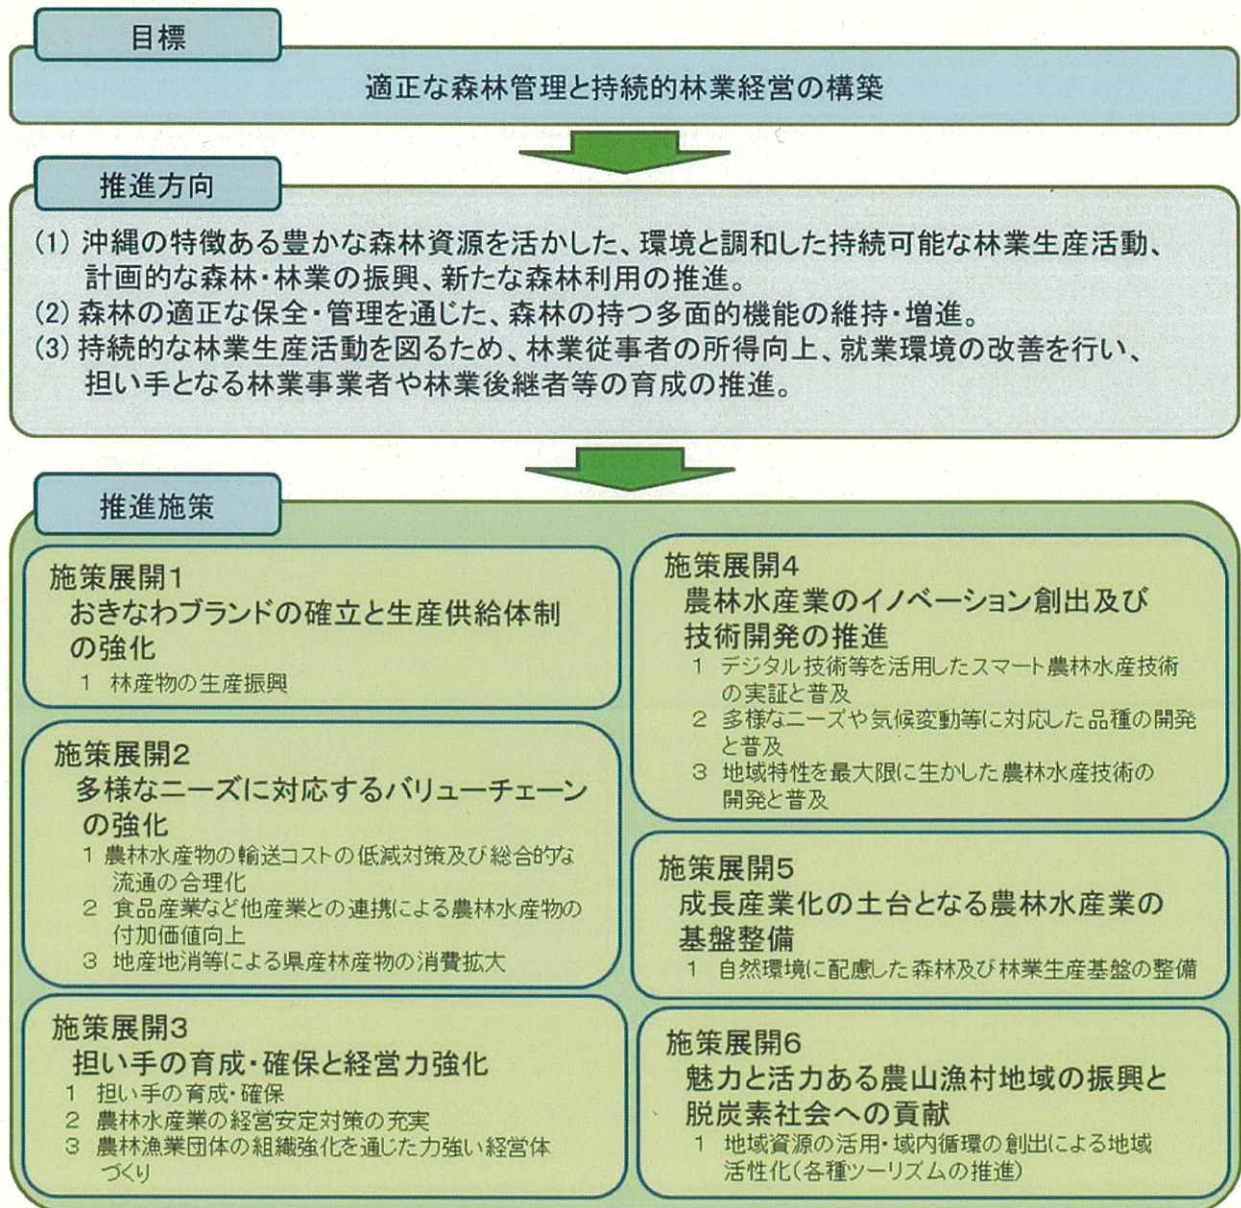 目標
適正な森林管理と持続的林業経営の構築
推進方向
(1) 沖縄の特徴ある豊かな森林資源を活かした、環境と調和した持続可能な林業生産活動、
計画的な森林・林業の振興、新たな森林利用の推進。
(2) 森林の適正な保全・管理を通じた、森林の持つ多面的機能の維持・増進。
(3) 持続的な林業生産活動を図るため、林業従事者の所得向上、就業環境の改善を行い、
担い手となる林業事業者や林業後継者等の育成の推進。
推進施策
施策展開1
おきなわブランドの確立と生産供給体制
の強化
1 林産物の生産振興
施策展開2
多様なニーズに対応するバリューチェーン
の強化
1 農林水産物の輸送コストの低減対策及び総合的な
流通の合理化
2 食品産業など他産業との連携による農林水産物の
付加価値向上
3 地産地消等による県産林産物の消費拡大
施策展開3
担い手の育成・確保と経営力強化
1 担い手の育成・確保
2 農林水産業の経営安定対策の充実
3 農林漁業団体の組織強化を通じた力強い経営体
づくり
施策展開4
農林水産業のイノベーション創出及び
技術開発の推進
1 デジタル技術等を活用したスマート農林水産技術
の実証と普及
2 多様なニーズや気候変動等に対応した品種の開発
と普及
3 地域特性を最大限に生かした農林水産技術の
開発と普及
施策展開5
成長産業化の土台となる農林水産業の
基盤整備
1 自然環境に配慮した森林及び林業生産基盤の整備
施策展開6
魅力と活力ある農山漁村地域の振興と
脱炭素社会への貢献
1 地域資源の活用・域内循環の創出による地域
活性化(各種ツーリズムの推進)